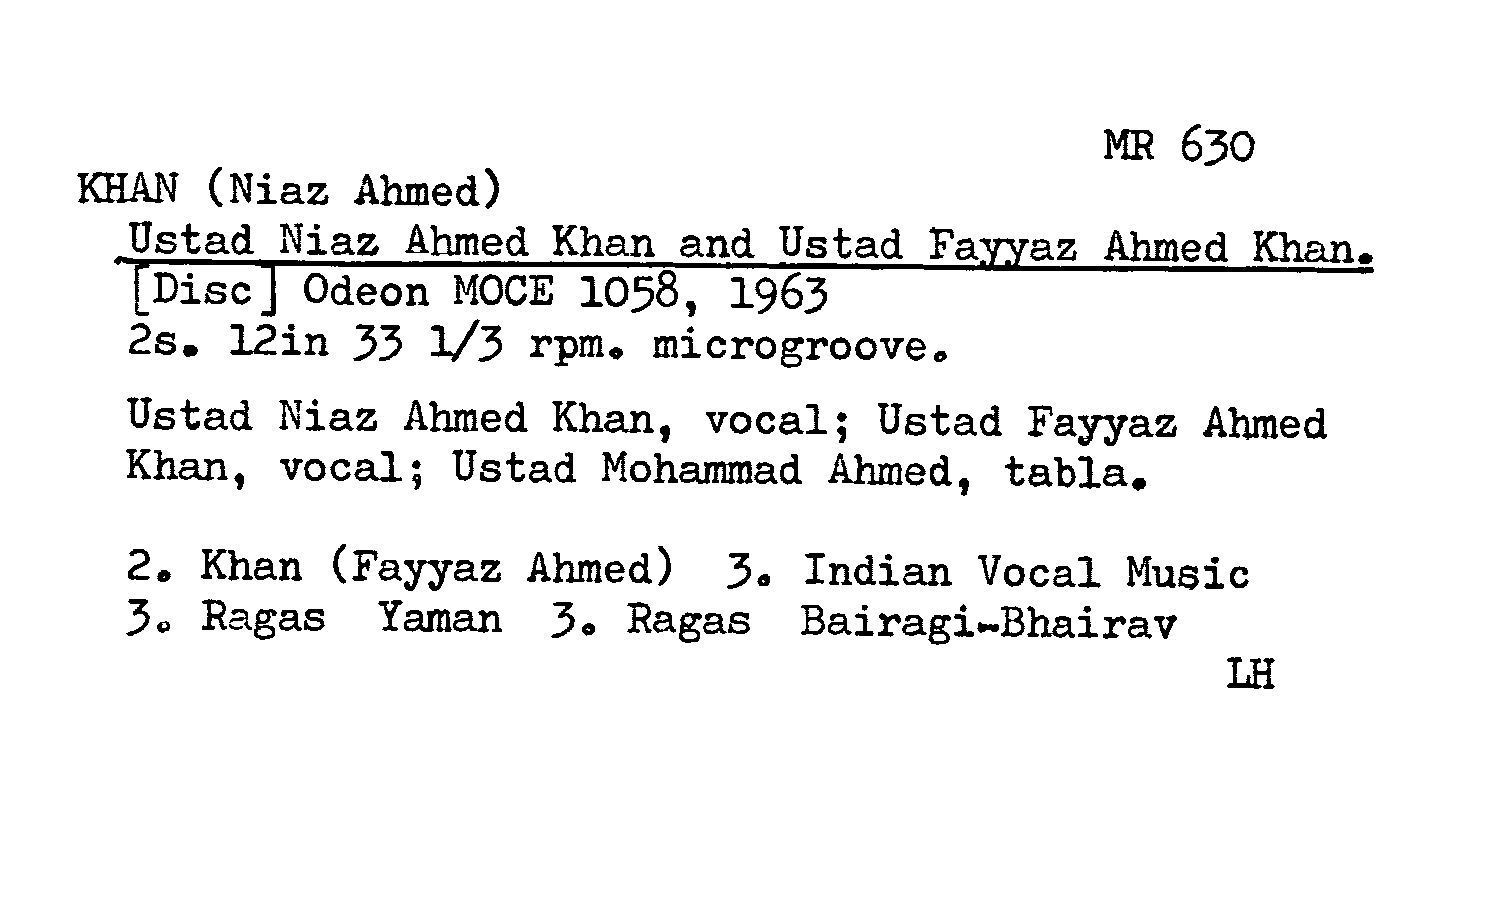 MR 630
KHAN (Niaz Ahmed)
Ustad Niaz Ahmed Khan and Ustad Fayyaz Ahmed Khan.
[Disc] Odeon MOCE 1058, 1963
2s. 12in 33 1/3 rpm. microgroove.
Ustad Niaz Ahmed Khan, vocal; Ustad Fayyaz Ahmed
Khan, vocal; Ustad Mohammad Ahmed, tabla.
2. Khan (Fayyaz Ahmed) 3. Indian Vocal Music
3. Ragas Yaman 3. Ragas Bairagi-Bhairav
LH